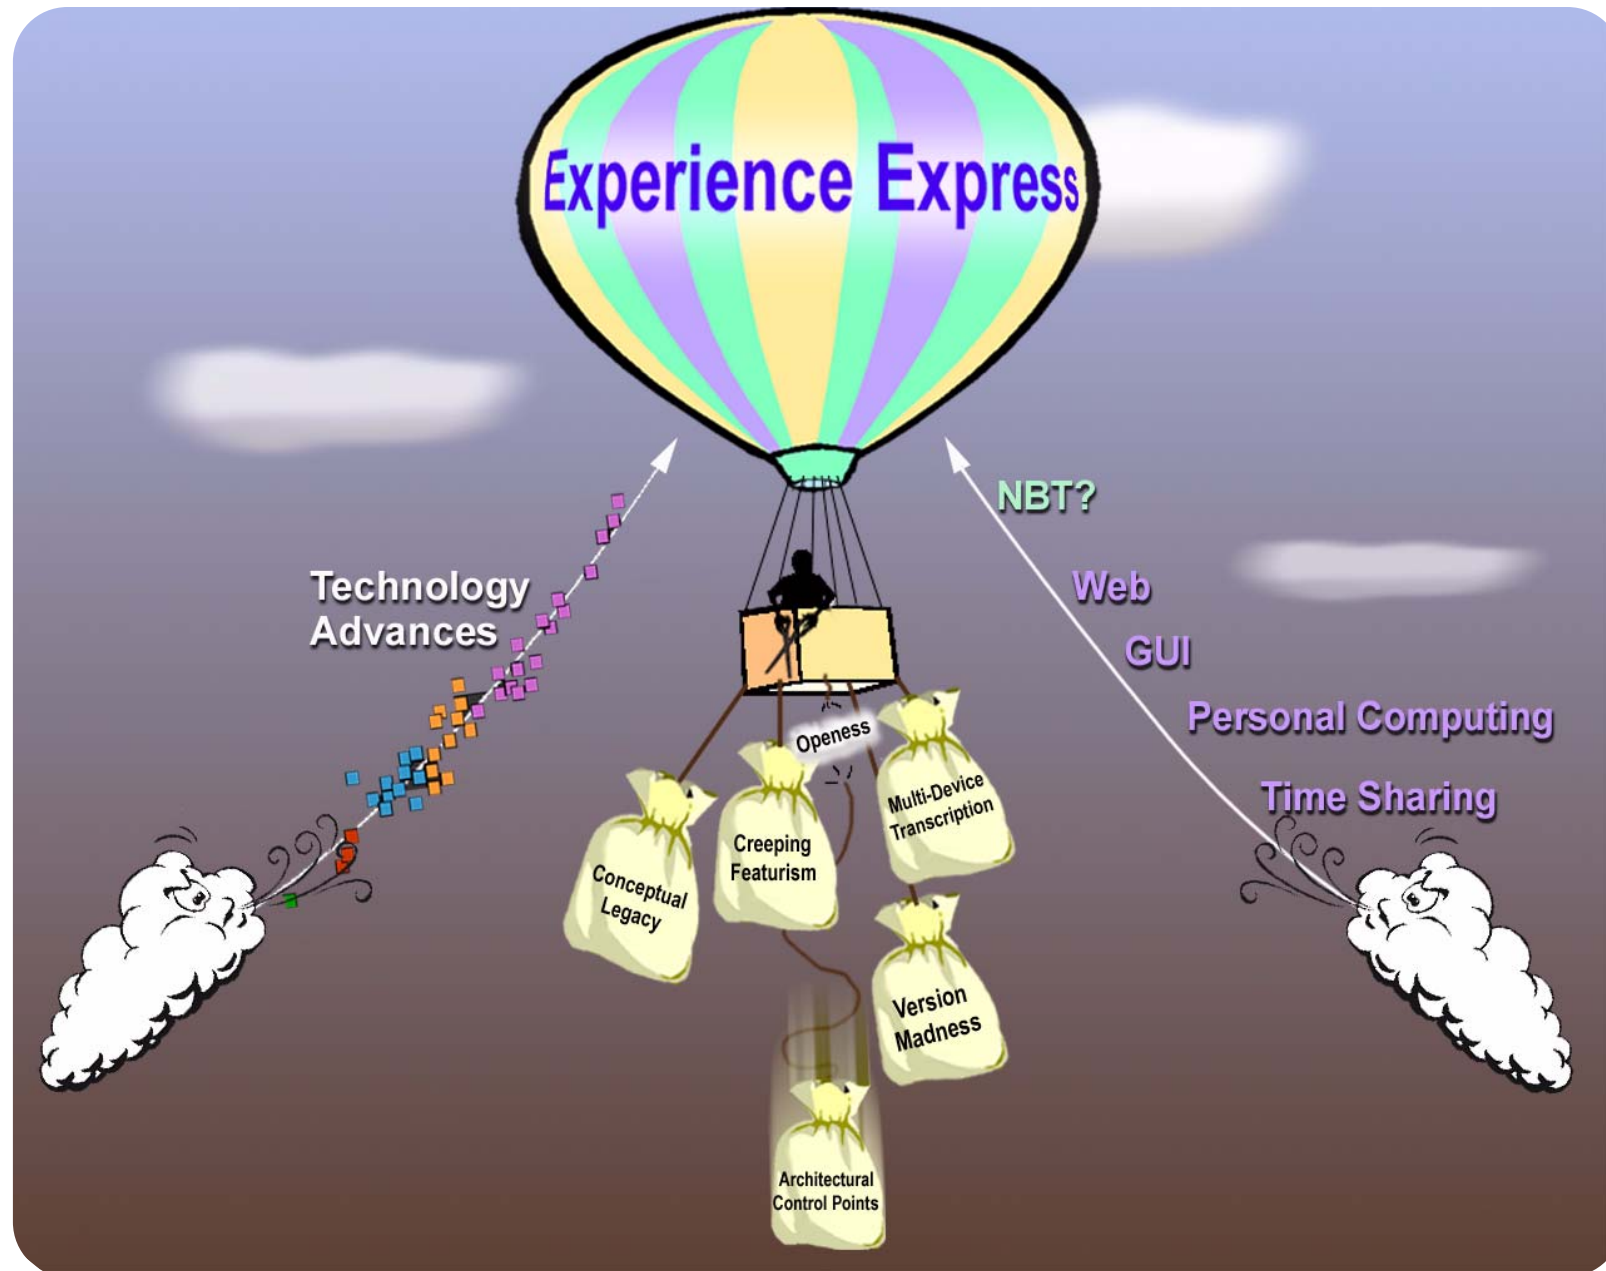 Experience Express
NBT?
Technology
Advances
Web
GUI
Personal Computing
Time Sharing
Openess
Multi-Device
Transcription
Creeping
Featurism
Conceptual
Legacy
Version
Madness
Architectural
Control Points